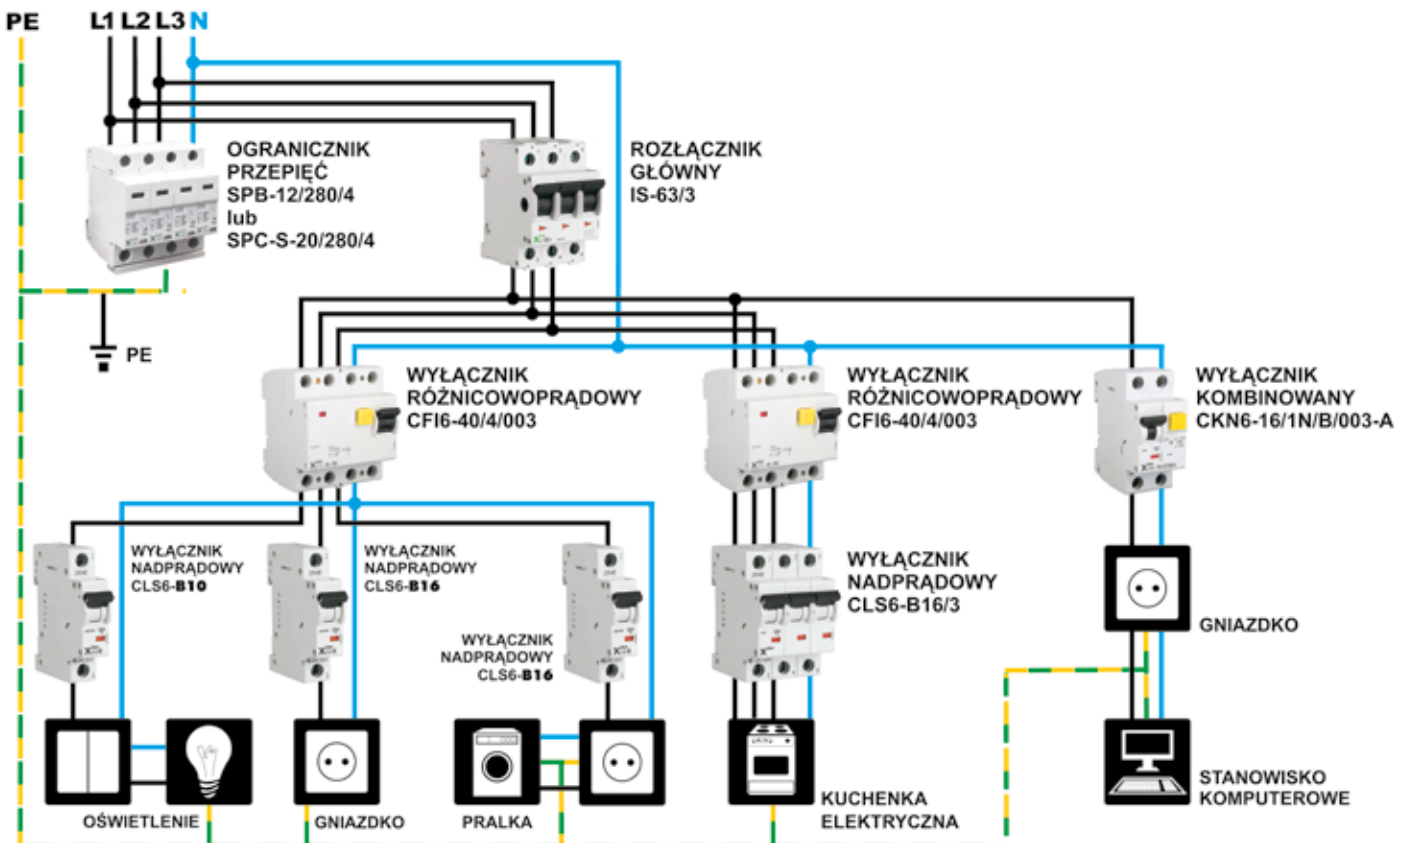 PE L1 L2 L3 N
OGRANICZNIK
PRZEPIĘĆ
SPB-12/280/4
lub
SPC-S-20/280/4
ROZŁĄCZNIK
GŁÓWNY
IS-63/3
PE
WYŁĄCZNIK
RÓŻNICOWOPRĄDOWY
CFI6-40/4/003
WYŁĄCZNIK
RÓŻNICOWOPRĄDOWY
CFI6-40/4/003
WYŁĄCZNIK
KOMBINOWANY
CKN6-16/1N/B/003-A
WYŁĄCZNIK
NADPRĄDOWY
CLS6-B10
WYŁĄCZNIK
NADPRĄDOWY
CLS6-B16
WYŁĄCZNIK
NADPRĄDOWY
CLS6-B16
WYŁĄCZNIK
NADPRĄDOWY
CLS6-B16/3
GNIAZDKO
OŚWIETLENIE
GNIAZDKO
PRALKA
KUCHENKA
ELEKTRYCZNA
STANOWISKO
KOMPUTEROWE